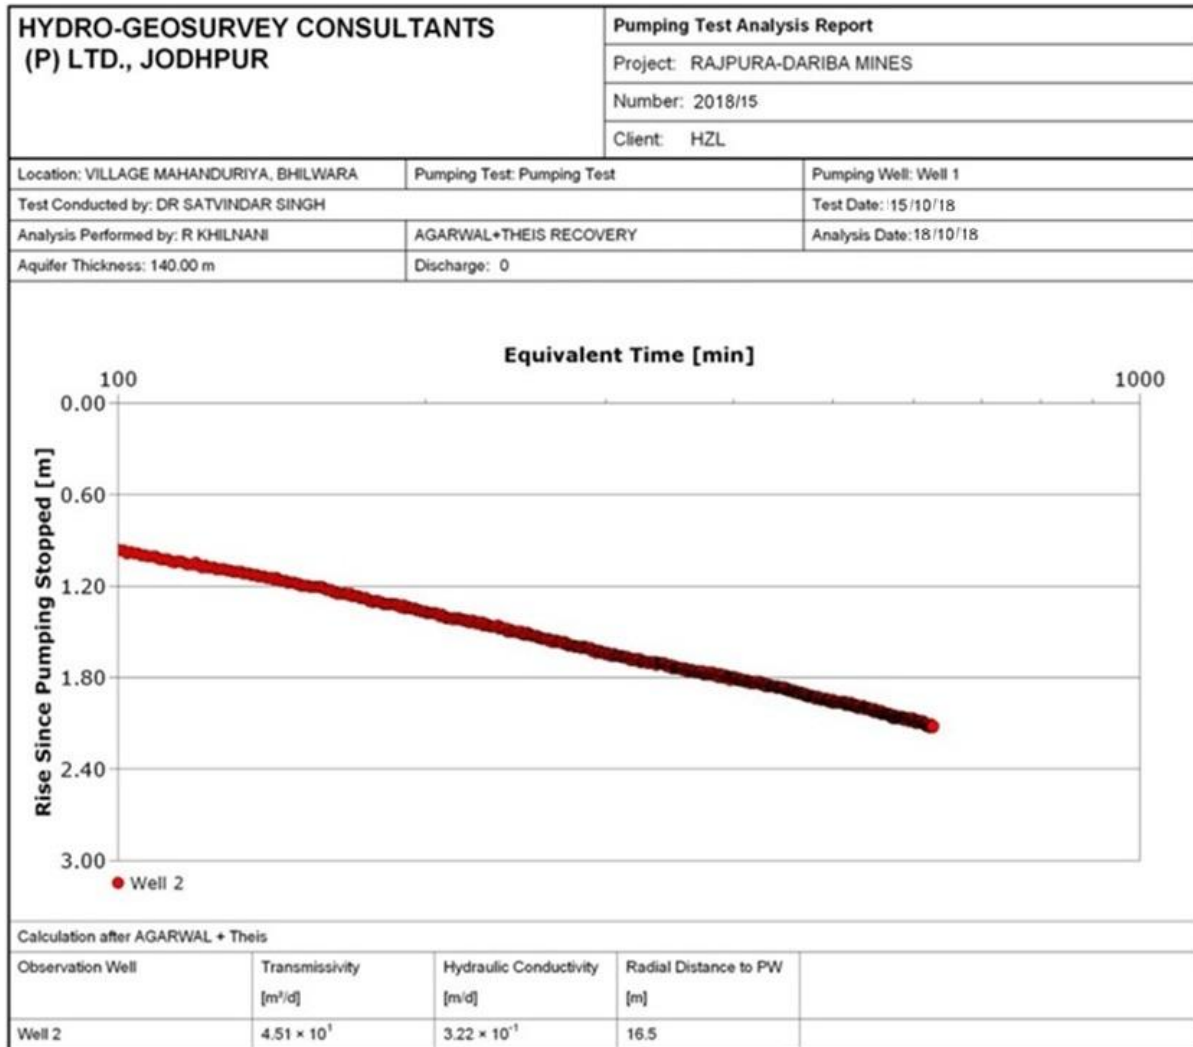 HYDRO-GEOSURVEY CONSULTANTS
(P) LTD., JODHPUR
Pumping Test Analysis Report
Project: RAJPURA-DARIBA MINES
Number: 2018/15
Client: HZL
Location: VILLAGE MAHANDURIYA, BHILWARA
Pumping Test: Pumping Test
Pumping Well: Well 1
Test Conducted by: DR SATVINDAR SINGH
Test Date: 15/10/18
Analysis Performed by: R KHILNANI
AGARWAL+THEIS RECOVERY
Analysis Date: 18/10/18
Aquifer Thickness: 140.00 m
Discharge: 0
Equivalent Time [min]
100
1000
Rise Since Pumping Stopped [m]
0.00
0.60
1.20
1.80
2.40
3.00
Well 2
Calculation after AGARWAL + Theis
Observation Well
Transmissivity
[m²/d]
Hydraulic Conductivity
[m/d]
Radial Distance to PW
[m]
Well 2
4.51 × 10¹
3.22 × 10⁻¹
16.5